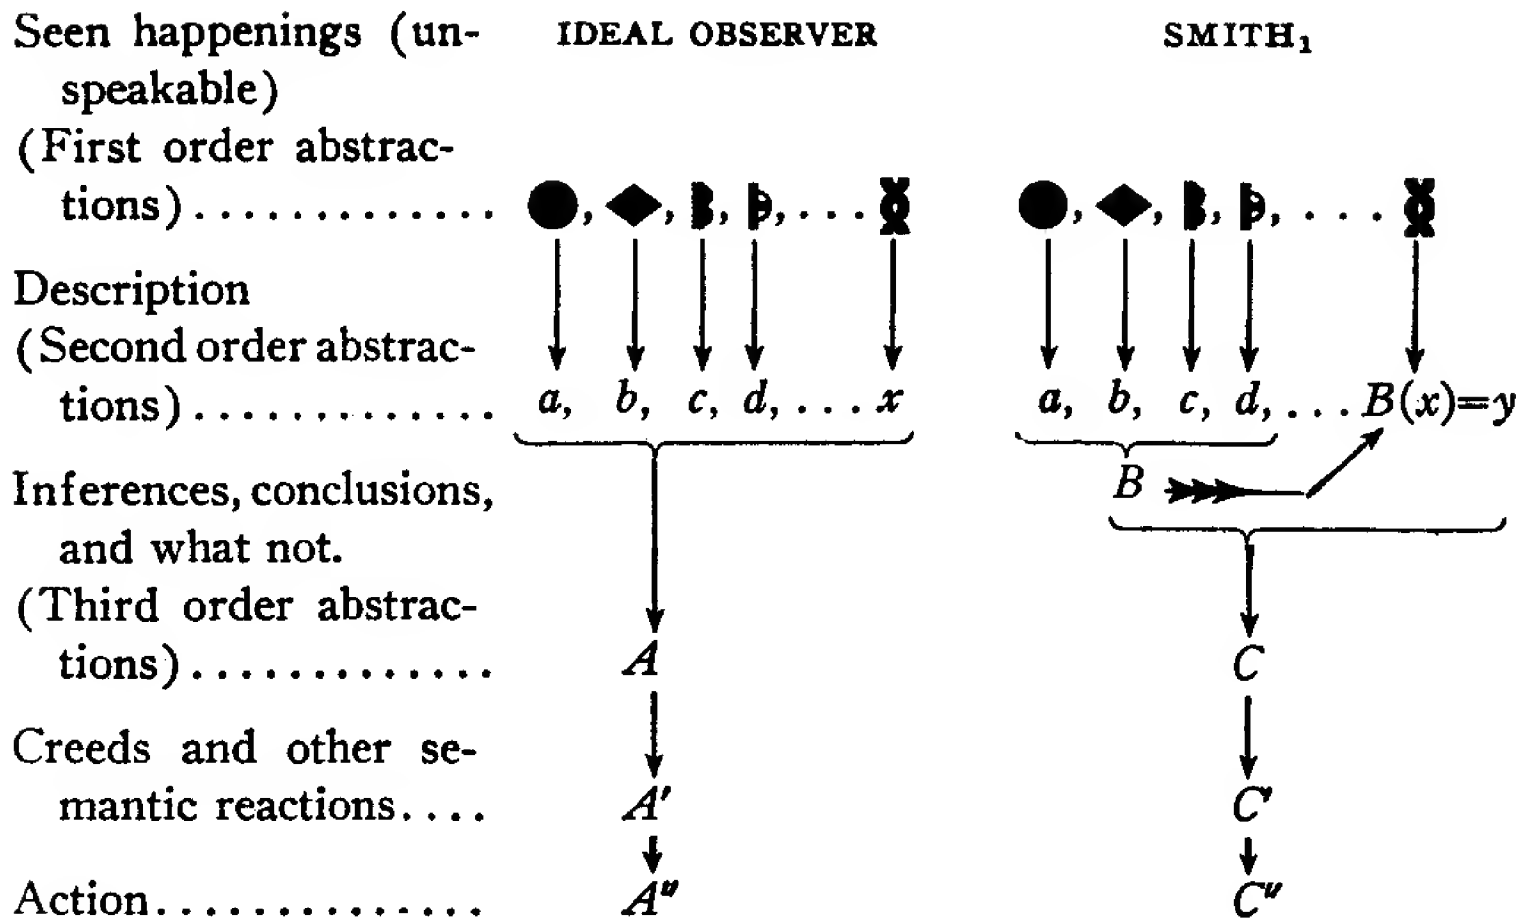 Seen happenings (un- IDEAL OBSERVER SMITH₁
speakable)
(First order abstrac-
tions) ............. , , , , ... , , , , . . .
Description
(Second order abstrac-
tions) ............. a, b, c, d, ... x a, b, c, d, ... B(x)=y
Inferences, conclusions, B
and what not.
(Third order abstrac-
tions) ............. A C
Creeds and other se-
mantic reactions.... A′ C′
Action.............. A″ C″